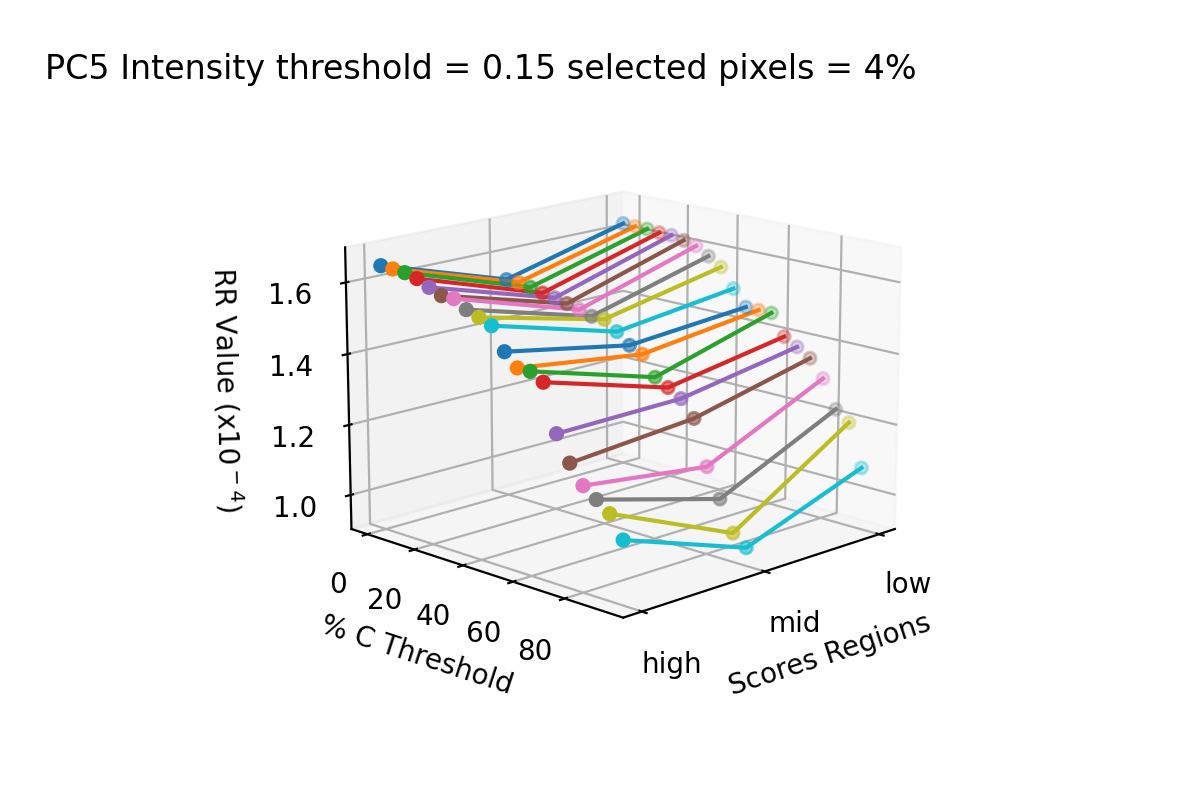 PC5 Intensity threshold = 0.15 selected pixels = 4%
RR Value (x10⁻⁴)
1.6
1.4
1.2
1.0
0
20
40
60
80
% C Threshold
high
mid
low
Scores Regions